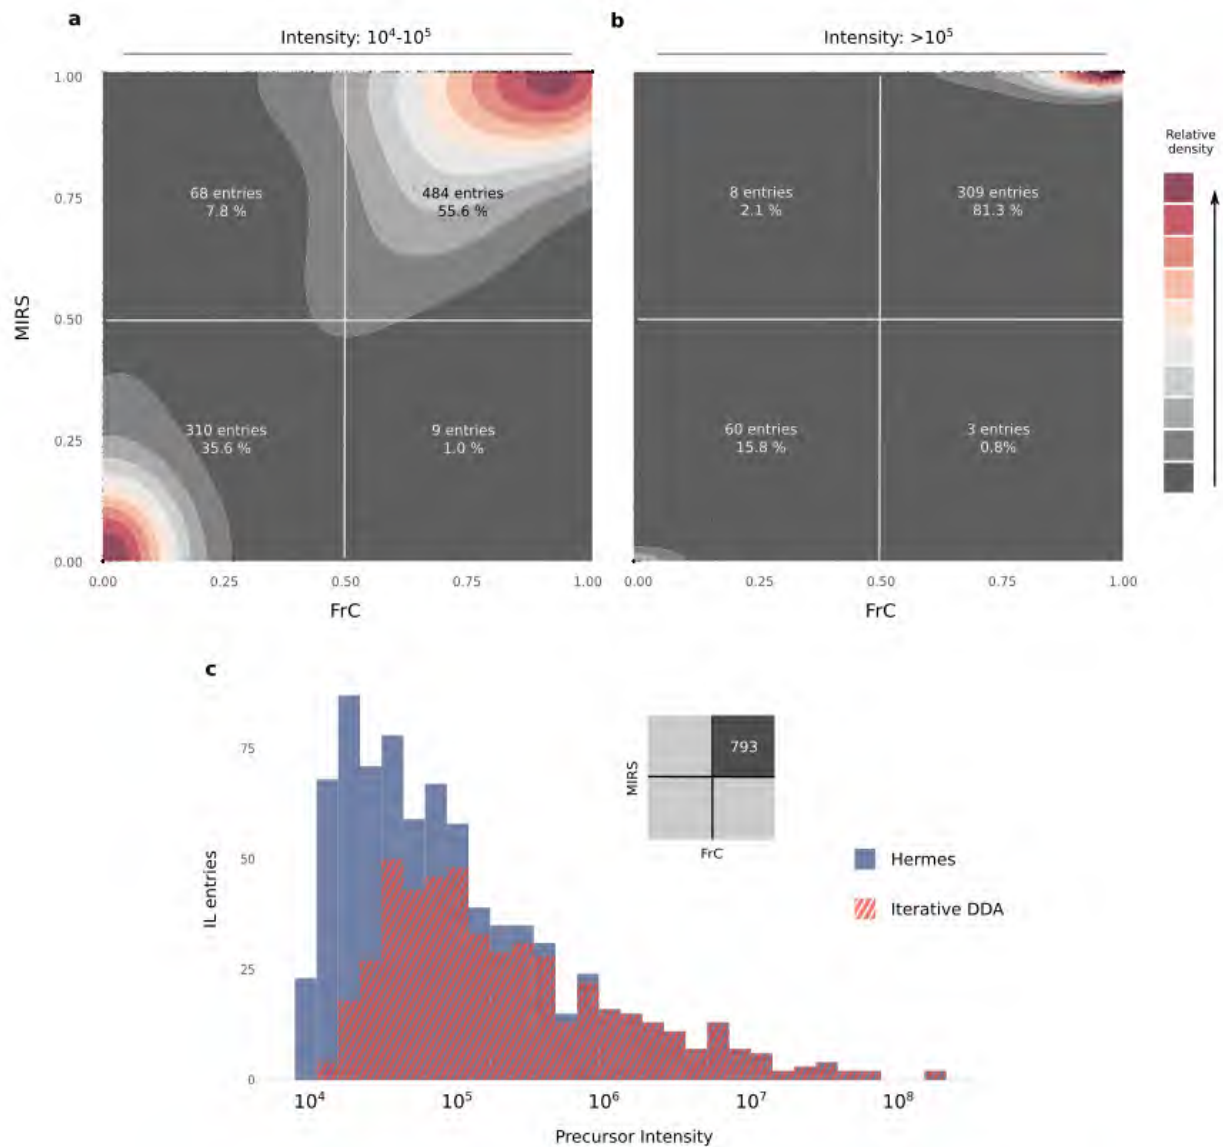 a
Intensity: 10⁴-10⁵
b
Intensity: >10⁵
1.00
0.75
0.50
0.25
0.00
MIRS
68 entries
7.8 %
484 entries
55.6 %
310 entries
35.6 %
9 entries
1.0 %
0.00 0.25 0.50 0.75 1.00
FrC
8 entries
2.1 %
309 entries
81.3 %
60 entries
15.8 %
3 entries
0.8%
0.00 0.25 0.50 0.75 1.00
FrC
Relative
density
c
75
50
25
0
IL entries
793
MIRS
FrC
Hermes
Iterative DDA
10⁴ 10⁵ 10⁶ 10⁷ 10⁸
Precursor Intensity